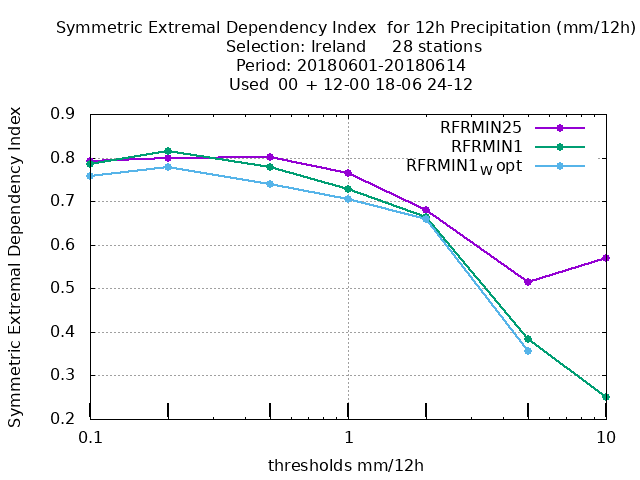 Symmetric Extremal Dependency Index  for 12h Precipitation (mm/12h)
Selection: Ireland     28 stations
Period: 20180601-20180614
Used  00 + 12-00 18-06 24-12
RFRMIN25
RFRMIN1
RFRMIN1W opt
Symmetric Extremal Dependency Index
0.9
0.8
0.7
0.6
0.5
0.4
0.3
0.2
0.1 1 10
thresholds mm/12h